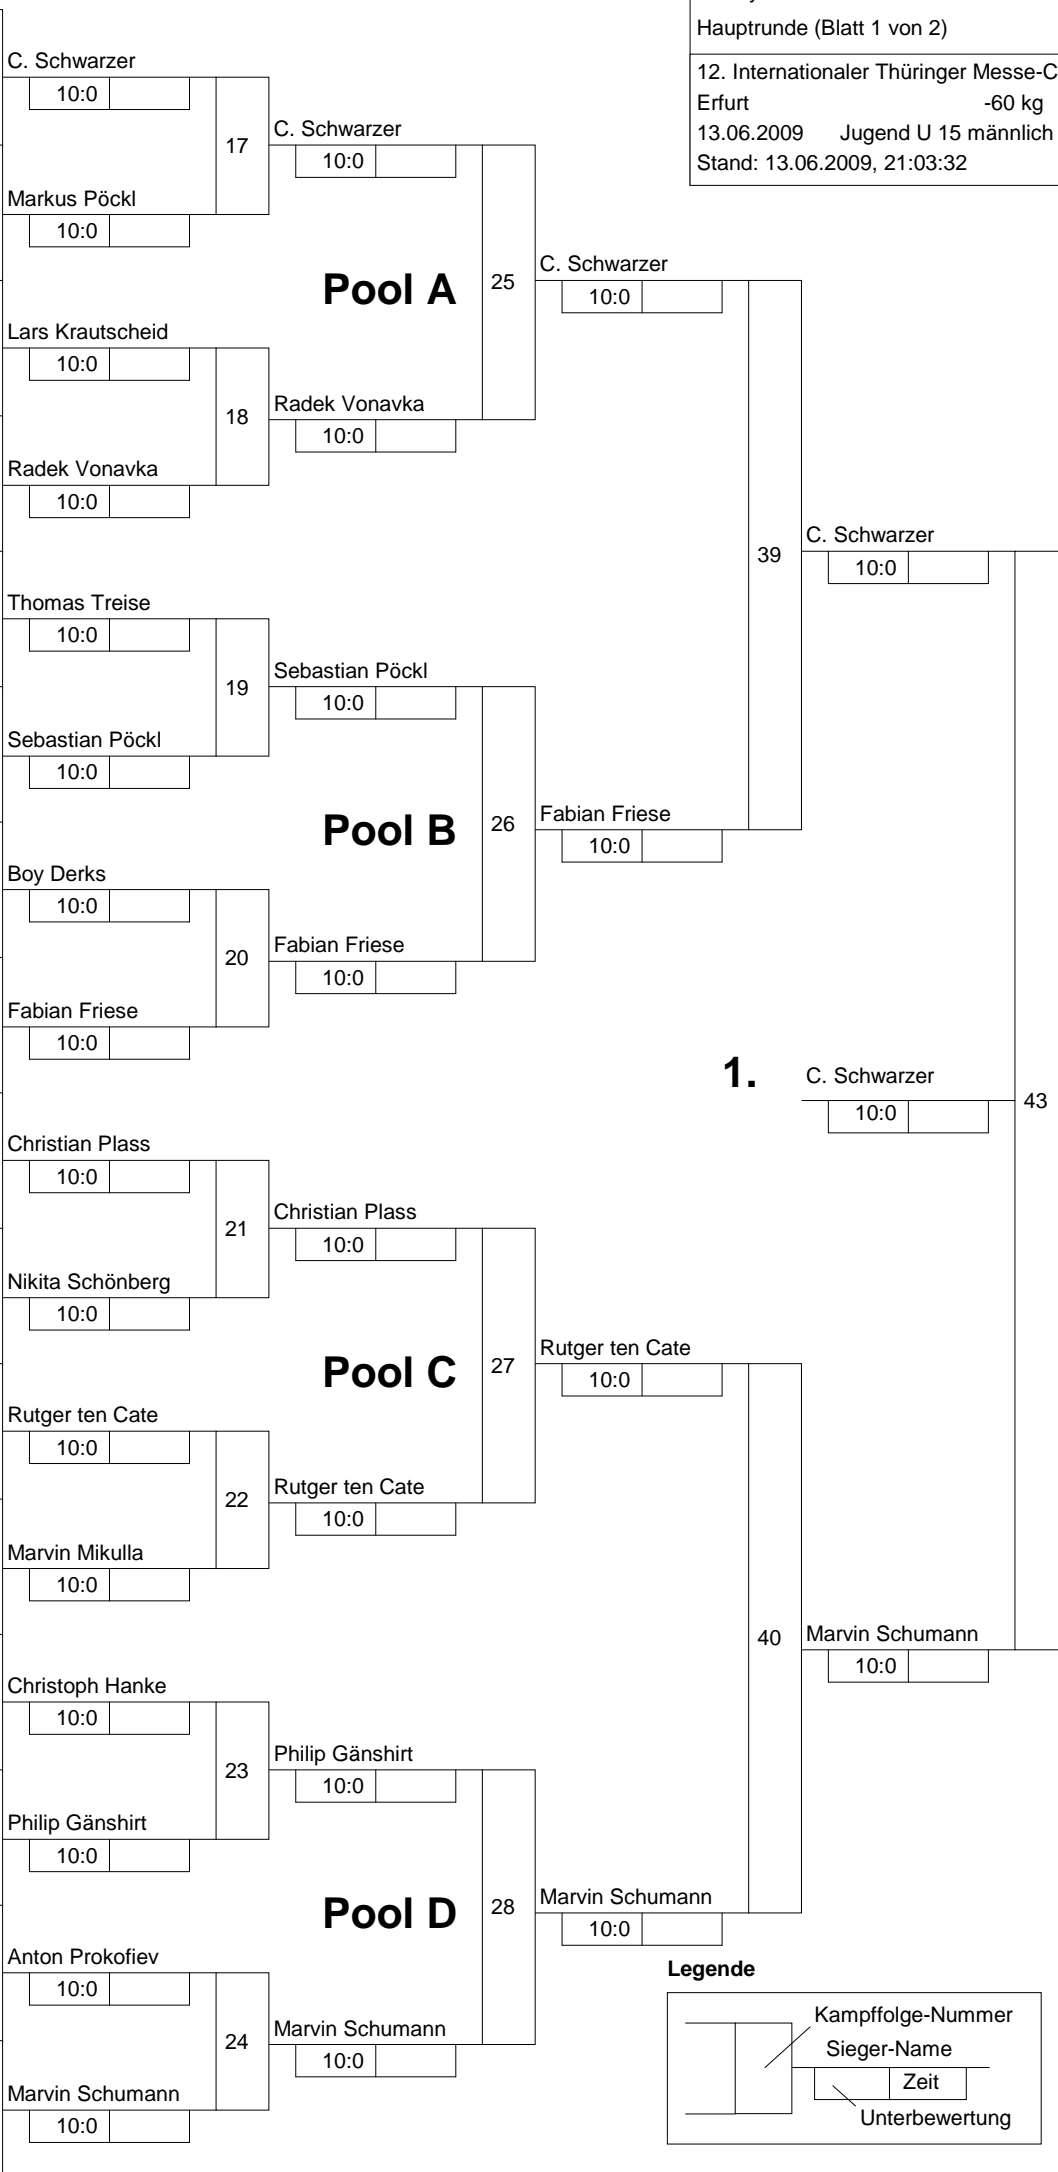 Hauptrunde (Blatt 1 von 2)
12. Internationaler Thüringer Messe-C
Erfurt -60 kg
13.06.2009 Jugend U 15 männlich
Stand: 13.06.2009, 21:03:32
C. Schwarzer
10:0
17
Markus Pöckl
10:0
Lars Krautscheid
10:0
18
Radek Vonavka
10:0
Thomas Treise
10:0
19
Sebastian Pöckl
10:0
Boy Derks
10:0
20
Fabian Friese
10:0
Christian Plass
10:0
21
Nikita Schönberg
10:0
Rutger ten Cate
10:0
22
Marvin Mikulla
10:0
Christoph Hanke
10:0
23
Philip Gänshirt
10:0
Anton Prokofiev
10:0
24
Marvin Schumann
10:0
C. Schwarzer
10:0
Pool A
25
Radek Vonavka
10:0
Sebastian Pöckl
10:0
Pool B
26
Fabian Friese
10:0
Christian Plass
10:0
Pool C
27
Rutger ten Cate
10:0
Philip Gänshirt
10:0
Pool D
28
Marvin Schumann
10:0
C. Schwarzer
10:0
39
Fabian Friese
10:0
Rutger ten Cate
10:0
40
Marvin Schumann
10:0
C. Schwarzer
10:0
1. C. Schwarzer
10:0
43
Marvin Schumann
10:0
Legende
Kampffolge-Nummer
Sieger-Name
Zeit
Unterbewertung